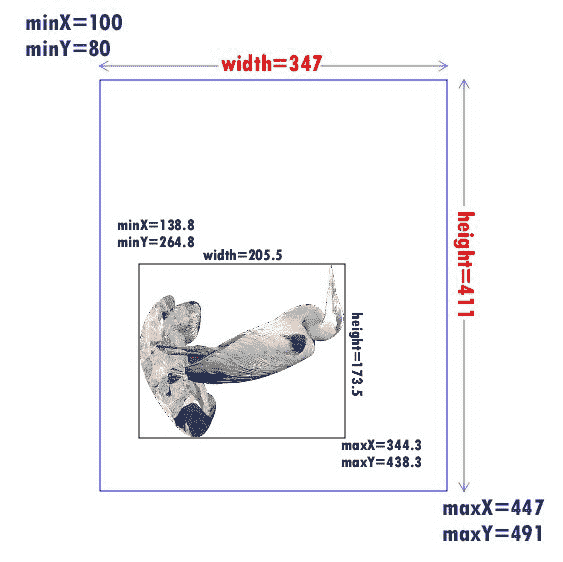 minX=100
minY=80
width=347
minX=138.8
minY=264.8
width=205.5
height=411
height=173.5
maxX=344.3
maxY=438.3
maxX=447
maxY=491